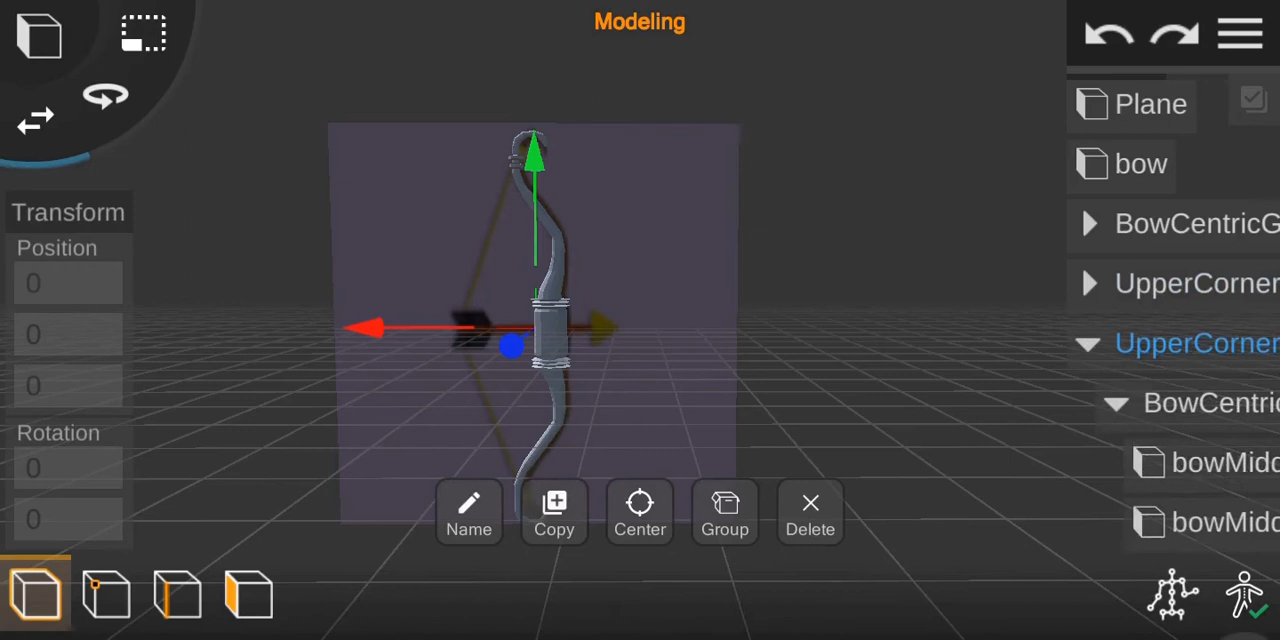 Modeling
Plane
bow
Transform
BowCentricG
Position
0
UpperCorner
0
UpperCorner
0
BowCentric
Rotation
0
bowMidd
0
bowMidd
Name
Copy
Center
Group
Delete